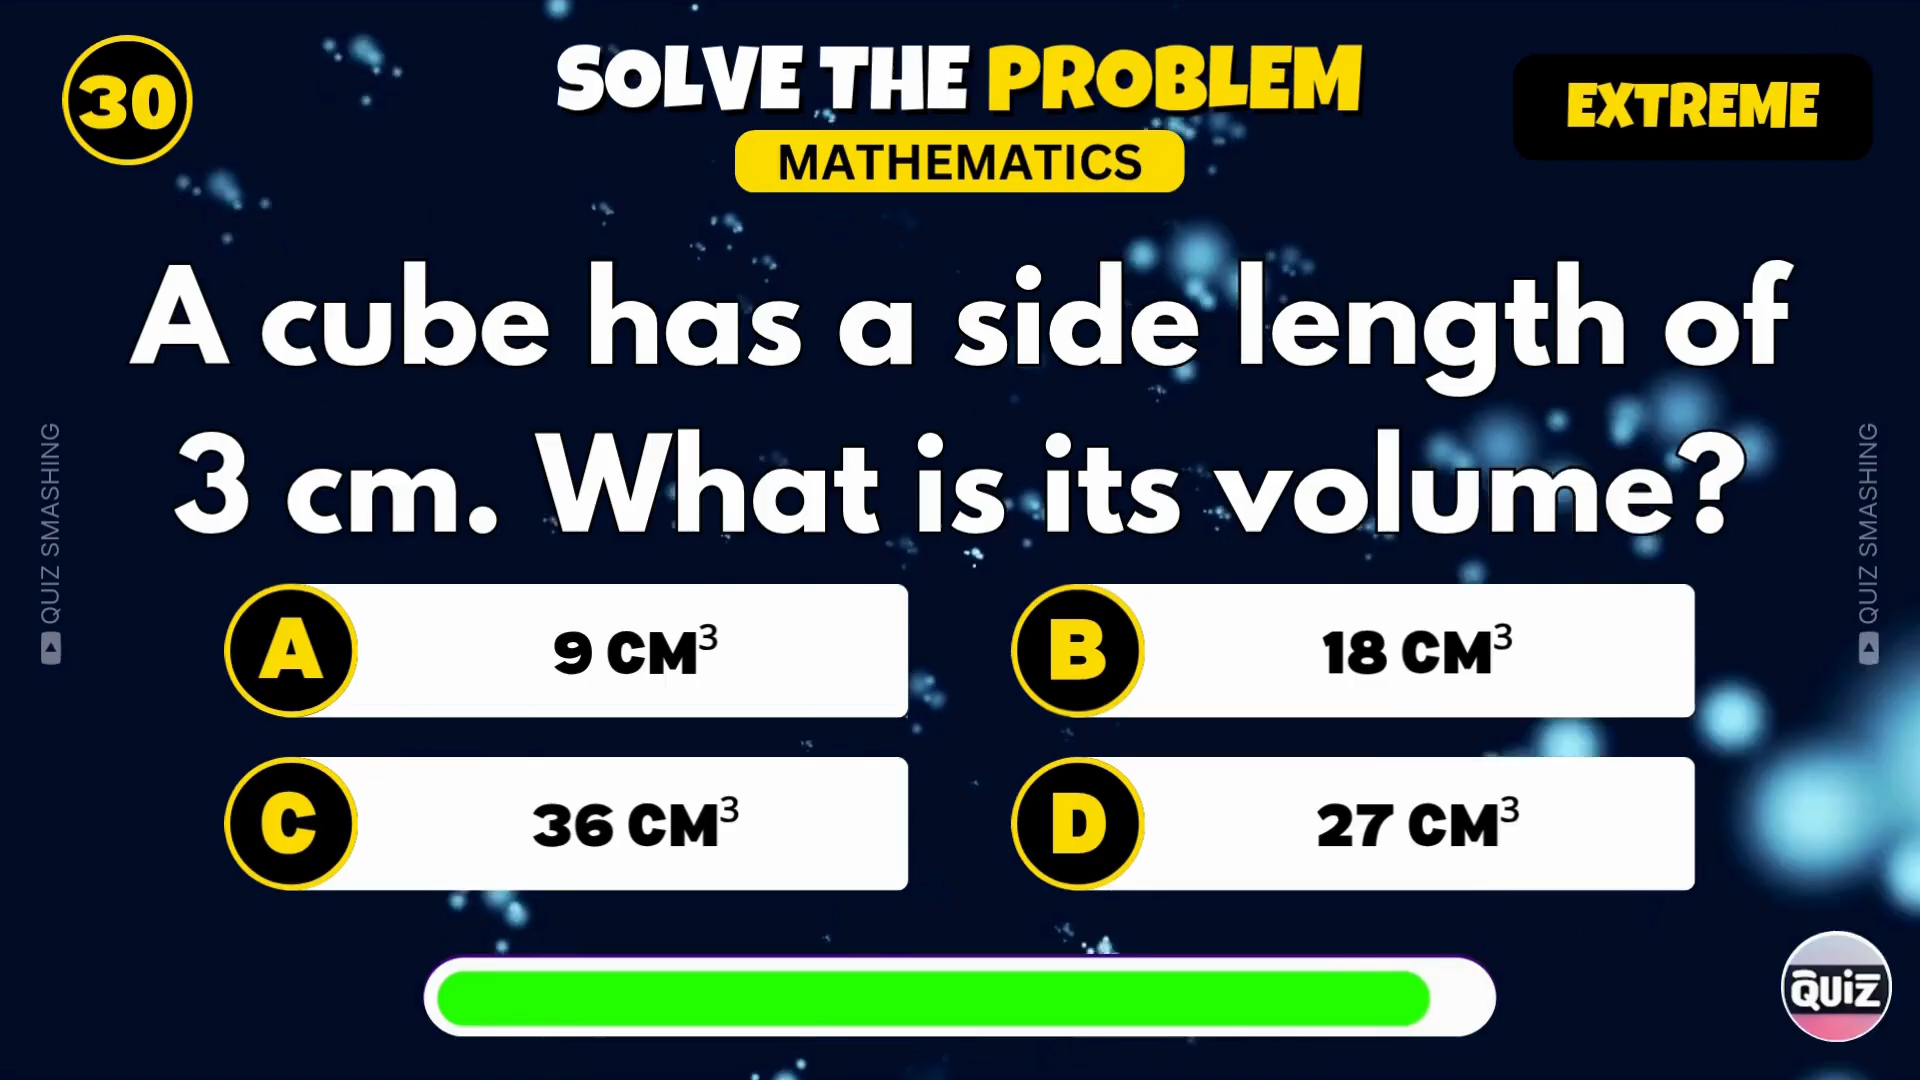 30
SOLVE THE PROBLEM
EXTREME
MATHEMATICS
A cube has a side length of
3 cm. What is its volume?
QUIZ SMASHING
QUIZ SMASHING
A 9 CM³
B 18 CM³
C 36 CM³
D 27 CM³
QUiZ